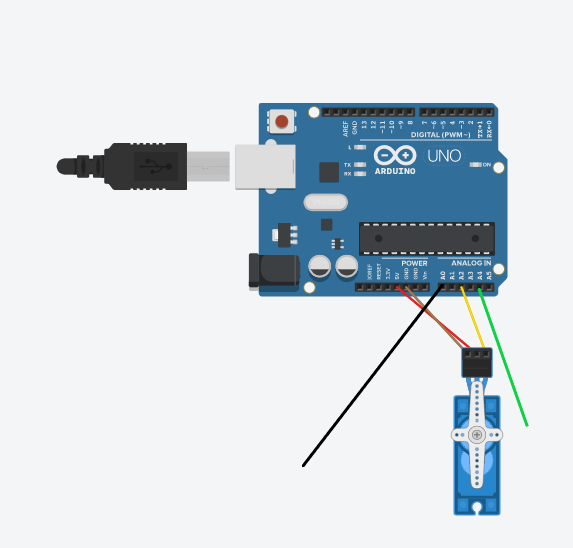 AREF
GND
13
12
~11
~10
~9
8
7
~6
~5
4
~3
2
TX→1
RX←0
DIGITAL (PWM~)
L
TX
RX
UNO
ARDUINO
ON
POWER
ANALOG IN
IOREF
RESET
3.3V
5V
GND
GND
Vin
A0
A1
A2
A3
A4
A5